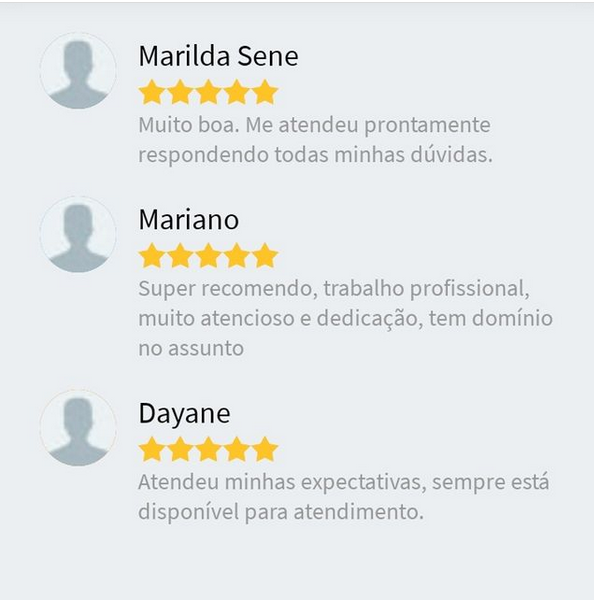 Marilda Sene
Muito boa. Me atendeu prontamente
respondendo todas minhas dúvidas.
Mariano
Super recomendo, trabalho profissional,
muito atencioso e dedicação, tem domínio
no assunto
Dayane
Atendeu minhas expectativas, sempre está
disponível para atendimento.